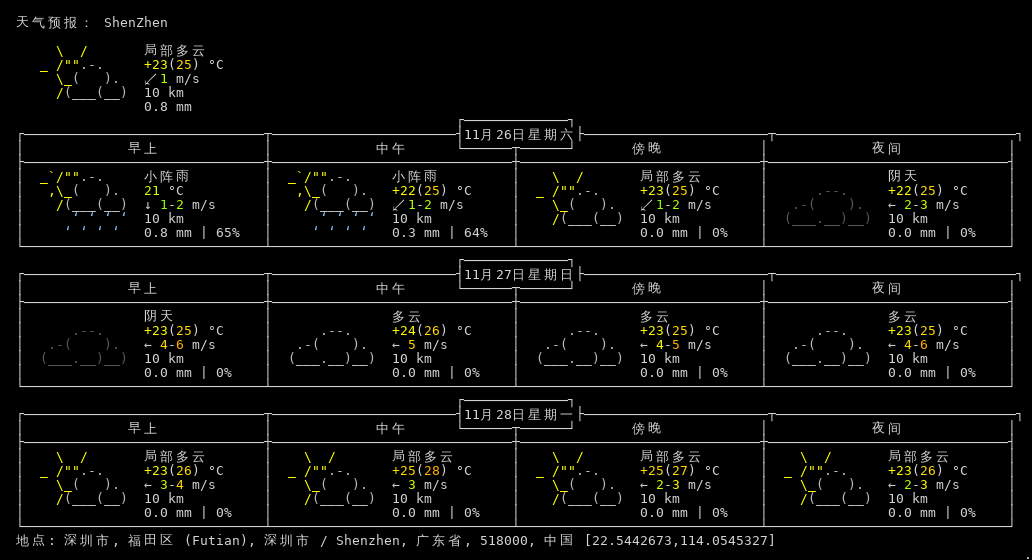 天气预报： ShenZhen
局部多云
+23(25) °C
↙ 1 m/s
10 km
0.8 mm
11月26日星期六
早上 中午 傍晚 夜间
小阵雨 小阵雨 局部多云 阴天
21 °C +22(25) °C +23(25) °C +22(25) °C
↓ 1-2 m/s ↙ 1-2 m/s ↙ 1-2 m/s ← 2-3 m/s
10 km 10 km 10 km 10 km
0.8 mm | 65% 0.3 mm | 64% 0.0 mm | 0% 0.0 mm | 0%
11月27日星期日
早上 中午 傍晚 夜间
阴天 多云 多云 多云
+23(25) °C +24(26) °C +23(25) °C +23(25) °C
← 4-6 m/s ← 5 m/s ← 4-5 m/s ← 4-6 m/s
10 km 10 km 10 km 10 km
0.0 mm | 0% 0.0 mm | 0% 0.0 mm | 0% 0.0 mm | 0%
11月28日星期一
早上 中午 傍晚 夜间
局部多云 局部多云 局部多云 局部多云
+23(26) °C +25(28) °C +25(27) °C +23(26) °C
← 3-4 m/s ← 3 m/s ← 2-3 m/s ← 2-3 m/s
10 km 10 km 10 km 10 km
0.0 mm | 0% 0.0 mm | 0% 0.0 mm | 0% 0.0 mm | 0%
地点: 深圳市, 福田区 (Futian), 深圳市 / Shenzhen, 广东省, 518000, 中国 [22.5442673,114.0545327]